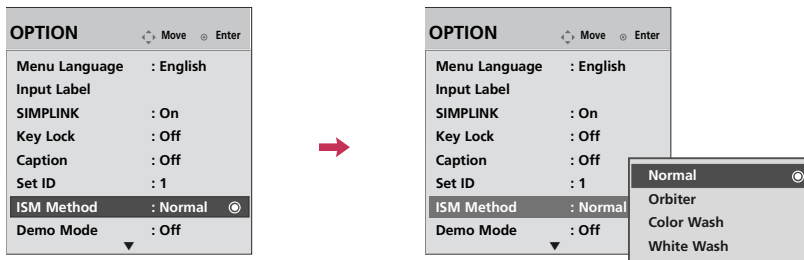 OPTION Move Enter
Menu Language : English
Input Label
SIMPLINK : On
Key Lock : Off
Caption : Off
Set ID : 1
ISM Method : Normal
Demo Mode : Off
OPTION Move Enter
Menu Language : English
Input Label
SIMPLINK : On
Key Lock : Off
Caption : Off
Set ID : 1
ISM Method : Normal
Demo Mode : Off
Normal
Orbiter
Color Wash
White Wash